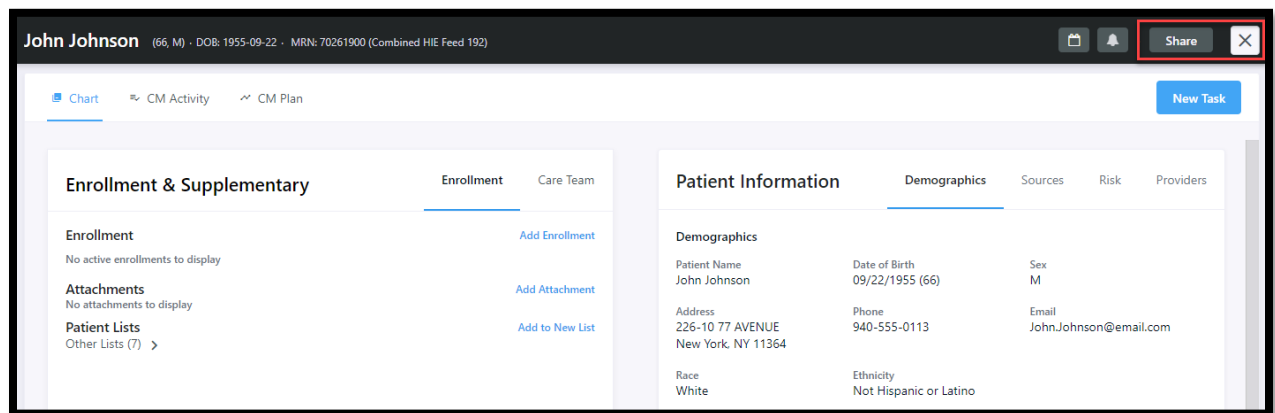 John Johnson (66, M) · DOB: 1955-09-22 · MRN: 70261900 (Combined HIE Feed 192)
Share
Chart CM Activity CM Plan
New Task
Enrollment & Supplementary
Enrollment Care Team
Enrollment
Add Enrollment
No active enrollments to display
Attachments
Add Attachment
No attachments to display
Patient Lists
Add to New List
Other Lists (7)
Patient Information
Demographics Sources Risk Providers
Demographics
Patient Name Date of Birth Sex
John Johnson 09/22/1955 (66) M
Address Phone Email
226-10 77 AVENUE 940-555-0113 John.Johnson@email.com
New York, NY 11364
Race Ethnicity
White Not Hispanic or Latino